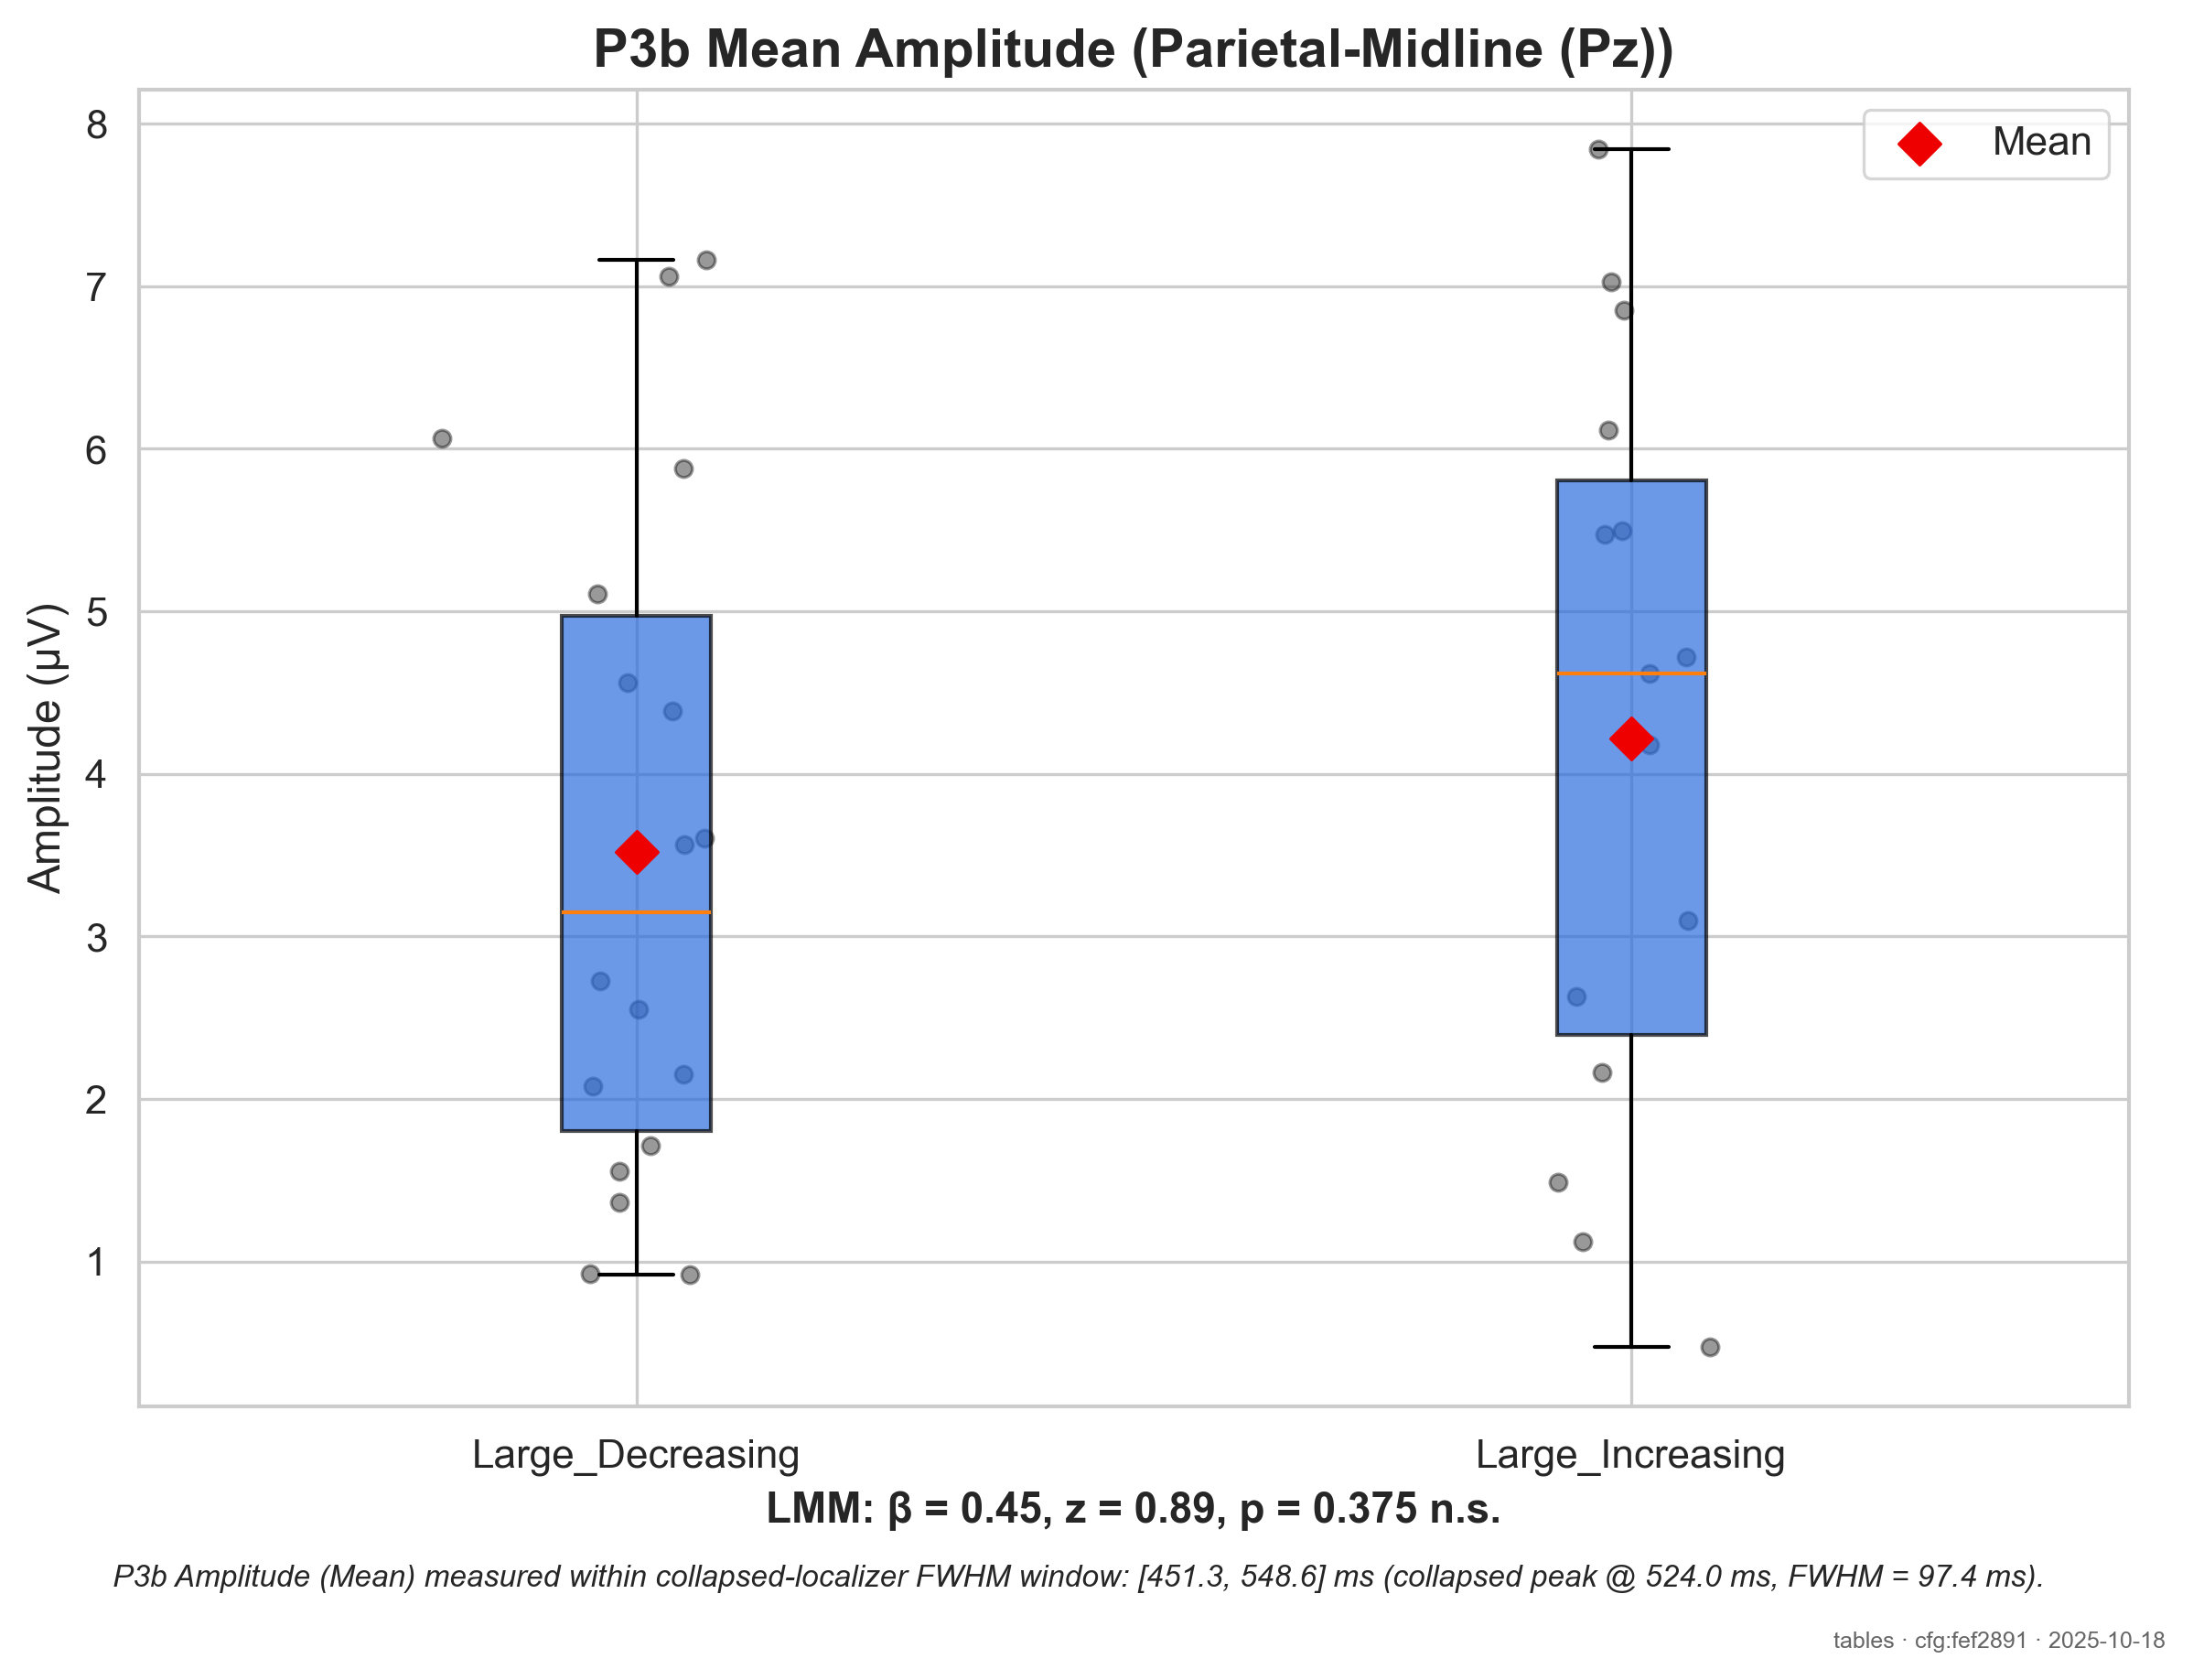 P3b Mean Amplitude (Parietal-Midline (Pz))
Mean
Amplitude (µV)
8
7
6
5
4
3
2
1
Large_Decreasing
Large_Increasing
LMM: β = 0.45, z = 0.89, p = 0.375 n.s.
P3b Amplitude (Mean) measured within collapsed-localizer FWHM window: [451.3, 548.6] ms (collapsed peak @ 524.0 ms, FWHM = 97.4 ms).
tables · cfg:fef2891 · 2025-10-18